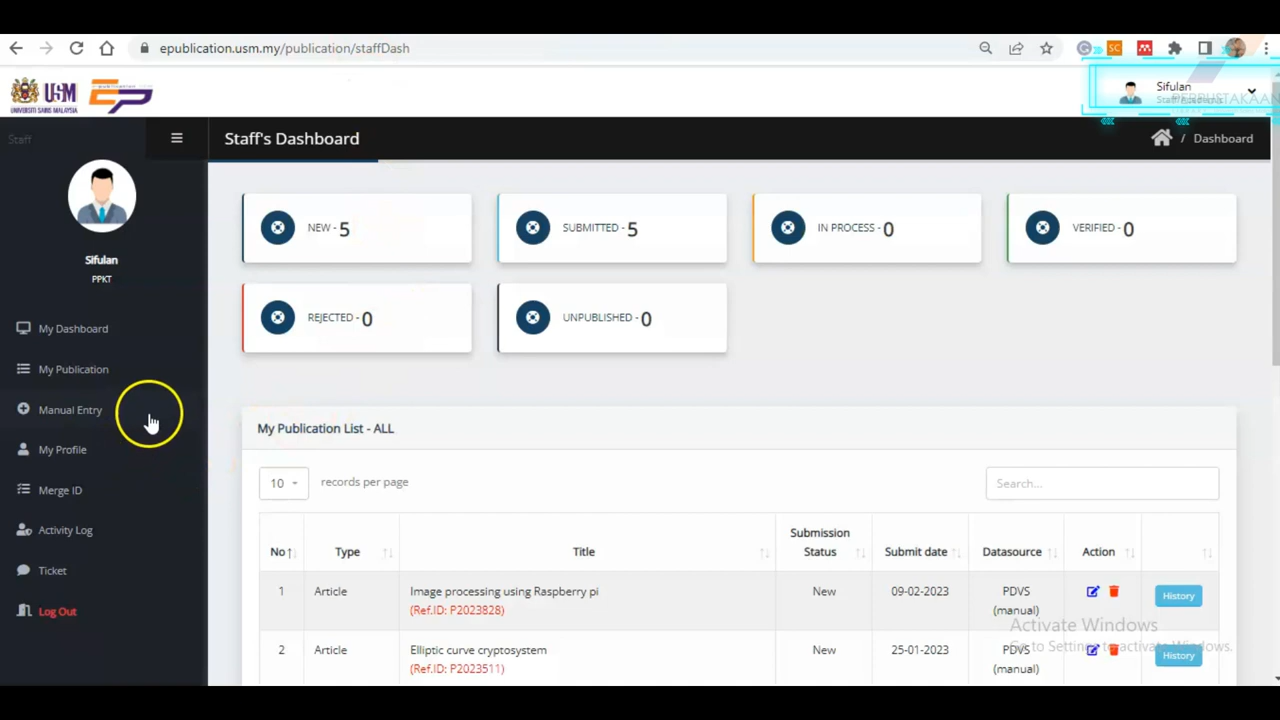 epublication.usm.my/publication/staffDash
SC
USM
UNIVERSITI SAINS MALAYSIA
EP
Sifulan
PERPUSTAKAAN
Staff
Staff's Dashboard
/ Dashboard
NEW - 5
SUBMITTED - 5
IN PROCESS - 0
VERIFIED - 0
Sifulan
PPKT
REJECTED - 0
UNPUBLISHED - 0
My Dashboard
My Publication
Manual Entry
My Profile
Merge ID
Activity Log
Ticket
Log Out
My Publication List - ALL
10 records per page
Search...
No Type Title Submission Status Submit date Datasource Action
1 Article Image processing using Raspberry pi New 09-02-2023 PDVS History
(Ref.ID: P2023828) (manual)
Activate Windows
2 Article Elliptic curve cryptosystem New 25-01-2023 PDVS History
Go to Settings to activate Windows.
(Ref.ID: P2023511) (manual)